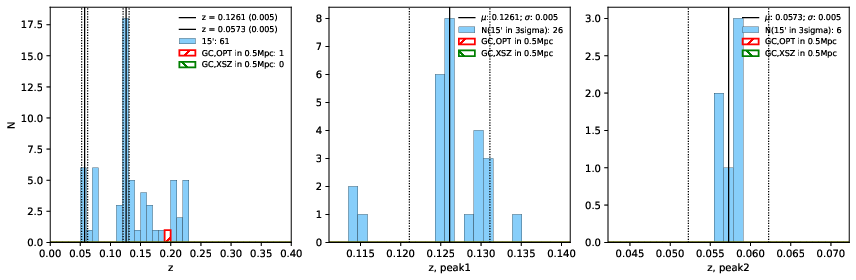 z = 0.1261 (0.005)
z = 0.0573 (0.005)
15': 61
GC,OPT in 0.5Mpc: 1
GC,XSZ in 0.5Mpc: 0
17.5
15.0
12.5
10.0
7.5
5.0
2.5
0.0
N
0.00 0.05 0.10 0.15 0.20 0.25 0.30 0.35 0.40
z
μ: 0.1261; σ: 0.005
N(15' in 3sigma): 26
GC,OPT in 0.5Mpc
GC,XSZ in 0.5Mpc
8
7
6
5
4
3
2
1
0
0.115 0.120 0.125 0.130 0.135 0.140
z, peak1
μ: 0.0573; σ: 0.005
N(15' in 3sigma): 6
GC,OPT in 0.5Mpc
GC,XSZ in 0.5Mpc
3.0
2.5
2.0
1.5
1.0
0.5
0.0
0.045 0.050 0.055 0.060 0.065 0.070
z, peak2